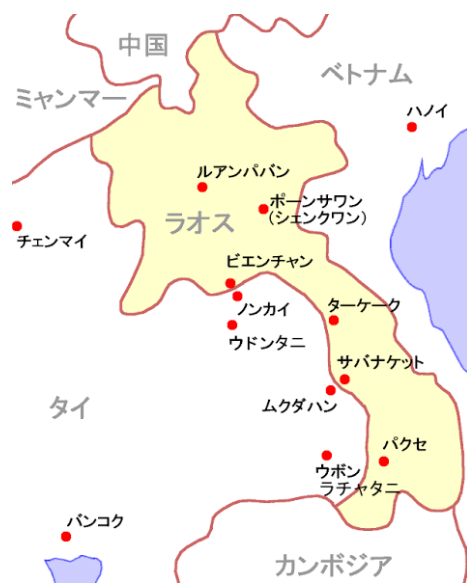 中国
ベトナム
ミャンマー
ハノイ
ルアンパバン
ポーンサワン
(シェンクワン)
ラオス
チェンマイ
ビエンチャン
ノンカイ
ターケーク
ウドンタニ
サバナケット
タイ
ムクダハン
パクセ
ウボン
ラチャタニ
バンコク
カンボジア